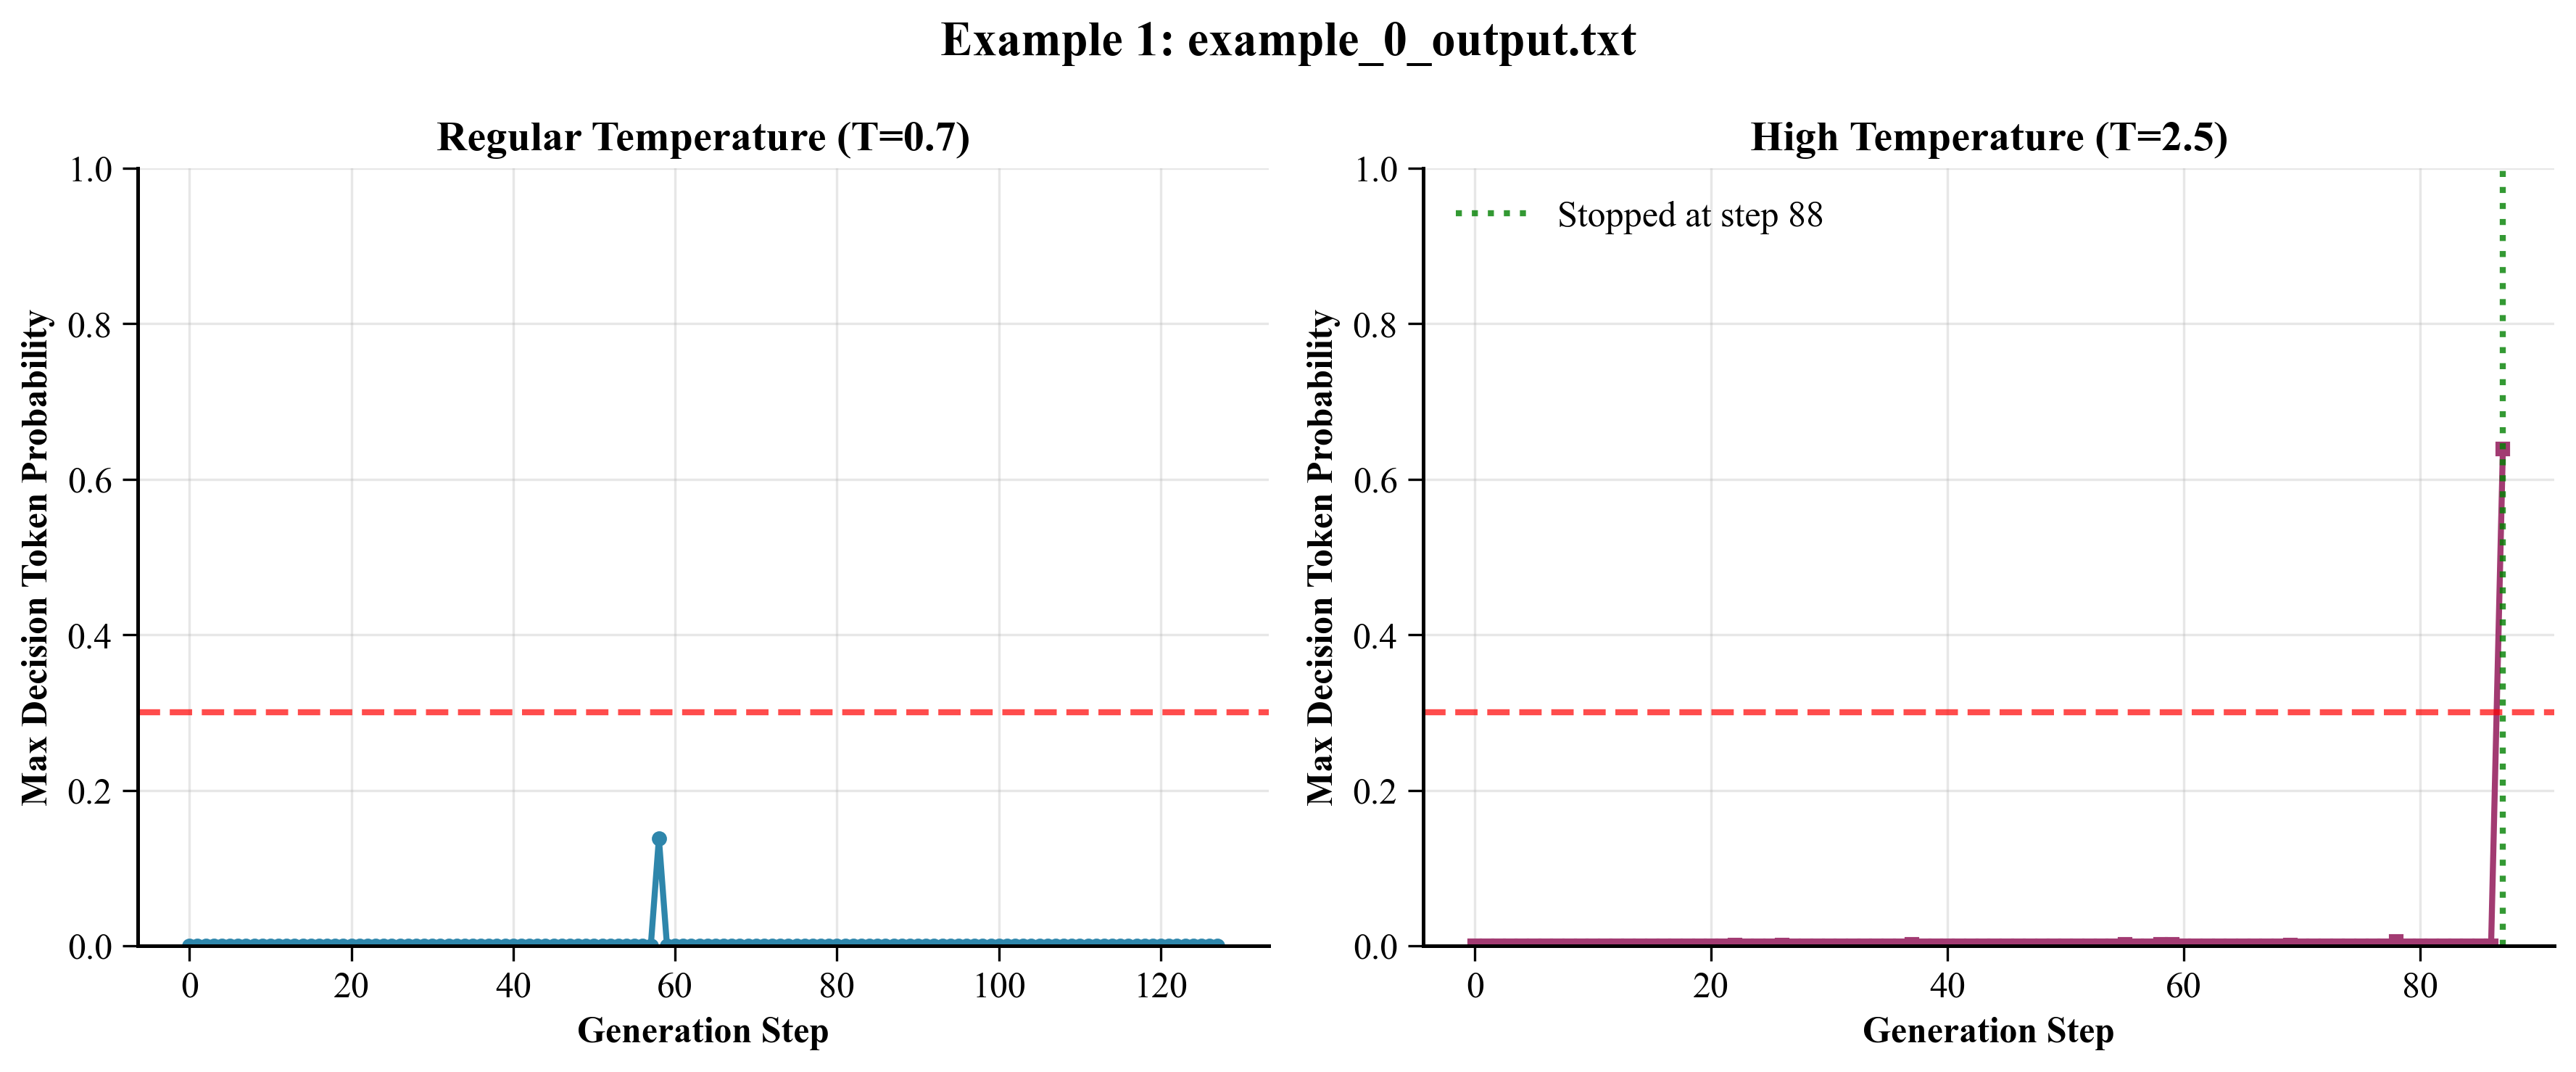 Example 1: example_0_output.txt
Regular Temperature (T=0.7)
Max Decision Token Probability
1.0
0.8
0.6
0.4
0.2
0.0
0 20 40 60 80 100 120
Generation Step
High Temperature (T=2.5)
Max Decision Token Probability
1.0
0.8
0.6
0.4
0.2
0.0
Stopped at step 88
0 20 40 60 80
Generation Step